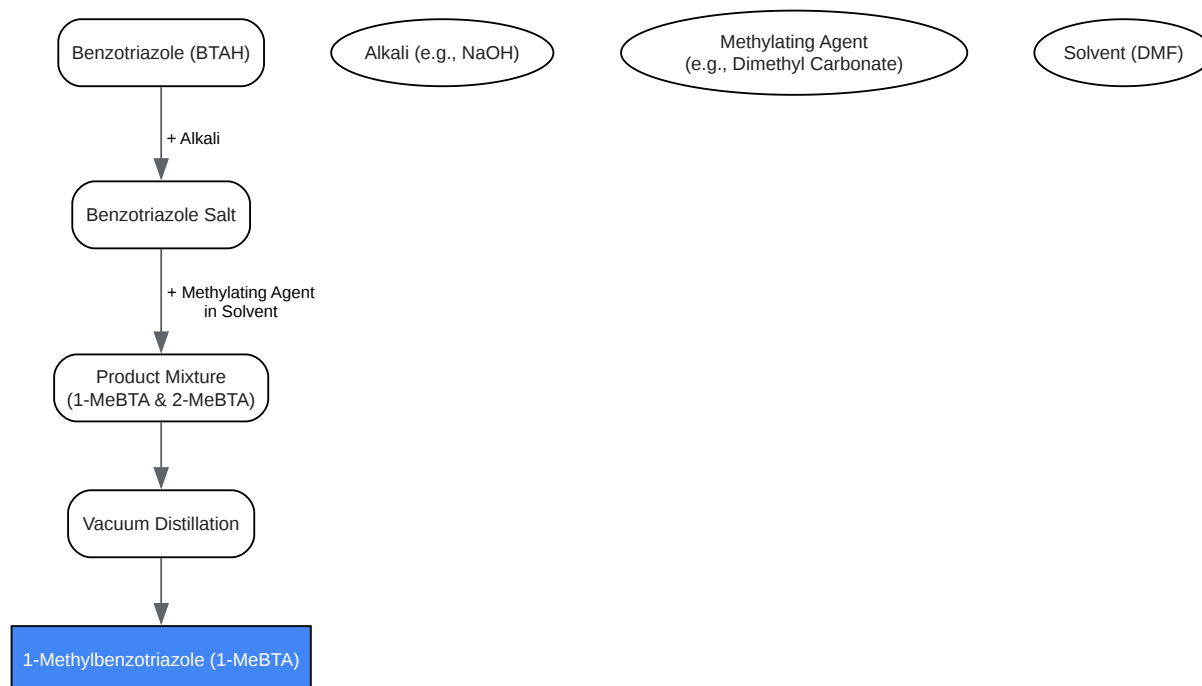 Benzotriazole (BTAH)
Alkali (e.g., NaOH)
Methylating Agent
(e.g., Dimethyl Carbonate)
Solvent (DMF)
+ Alkali
Benzotriazole Salt
+ Methylating Agent
in Solvent
Product Mixture
(1-MeBTA & 2-MeBTA)
Vacuum Distillation
1-Methylbenzotriazole (1-MeBTA)